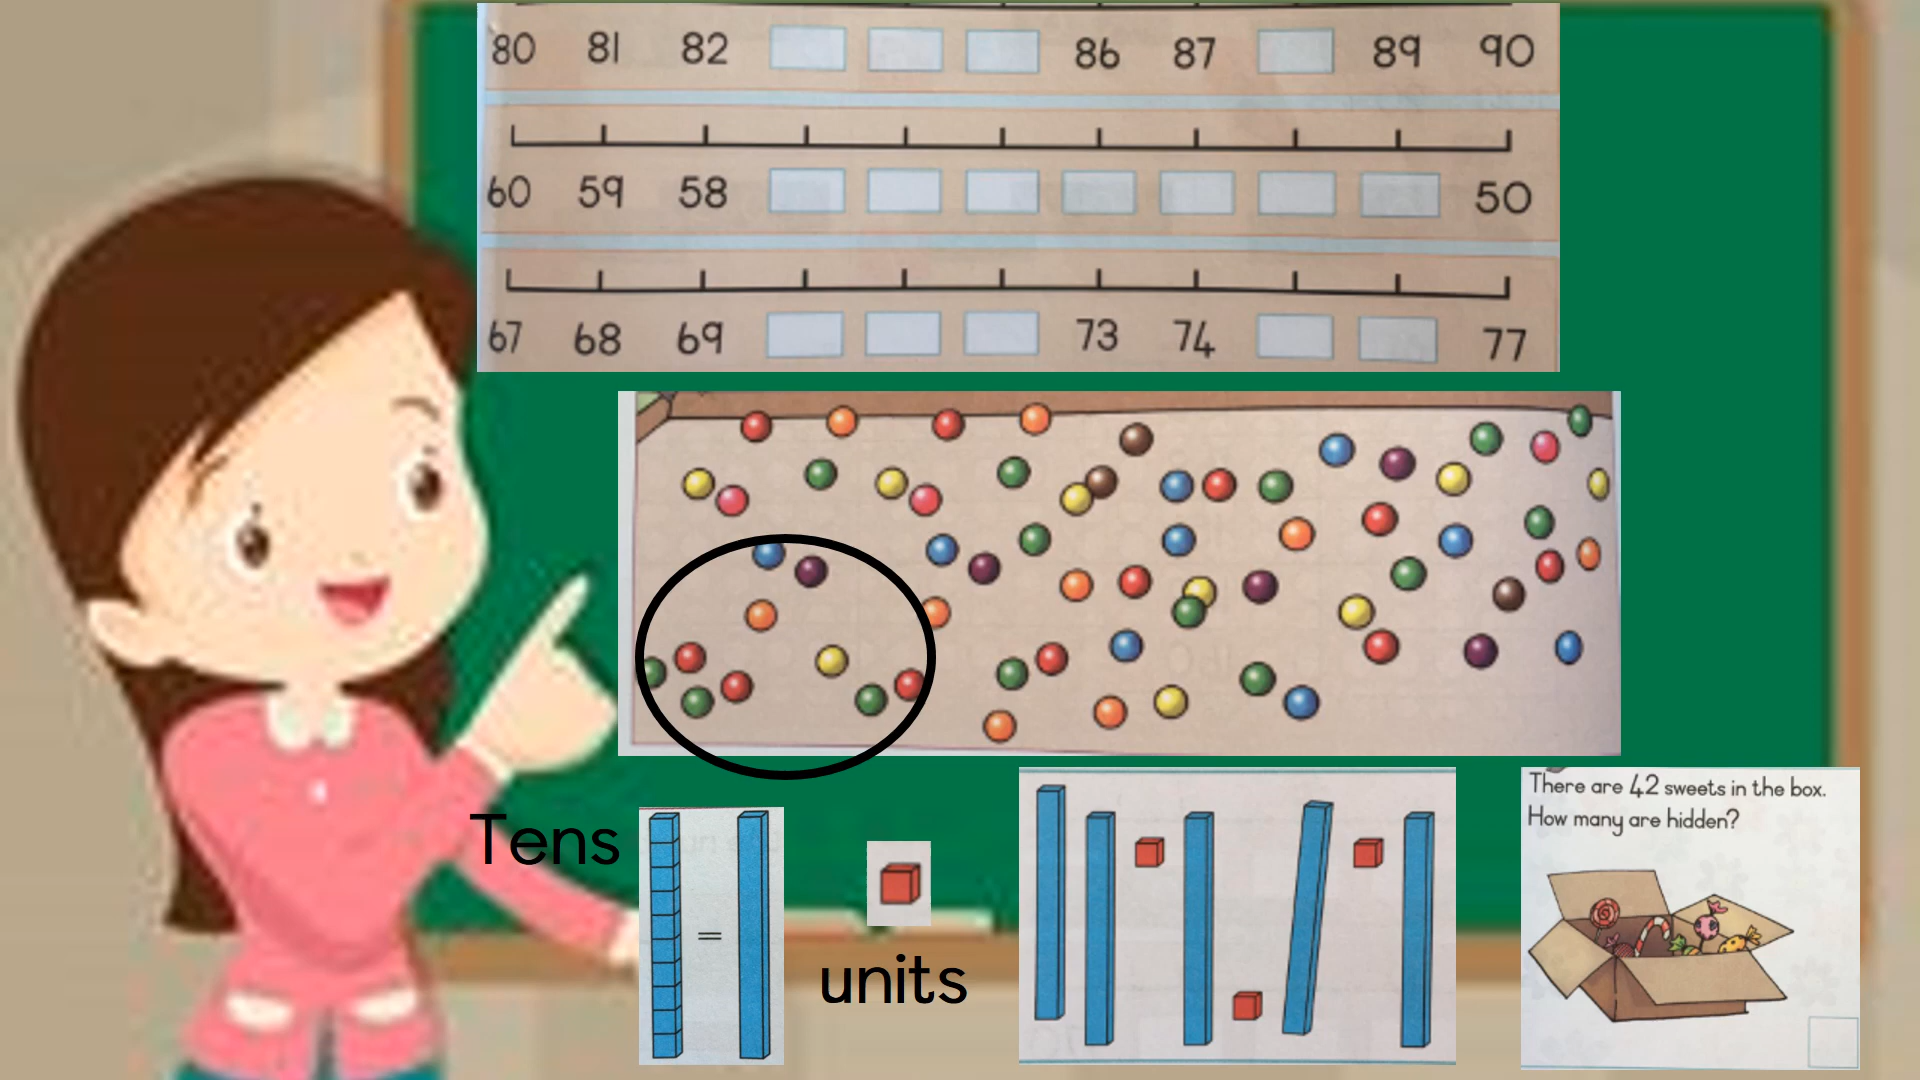 80 81 82 86 87 89 90
60 59 58 50
67 68 69 73 74 77
Tens
=
units
There are 42 sweets in the box.
How many are hidden?